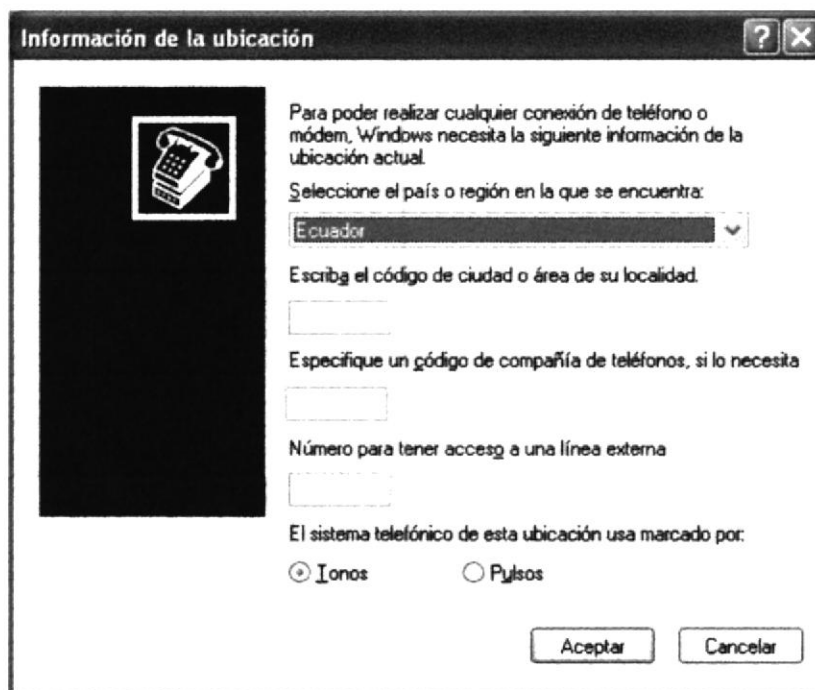 Información de la ubicación
Para poder realizar cualquier conexión de teléfono o
módem, Windows necesita la siguiente información de la
ubicación actual.
Seleccione el país o región en la que se encuentra:
Ecuador
Escriba el código de ciudad o área de su localidad.
Especifique un código de compañía de teléfonos, si lo necesita
Número para tener acceso a una línea externa
El sistema telefónico de esta ubicación usa marcado por:
Tonos Pulsos
Aceptar Cancelar